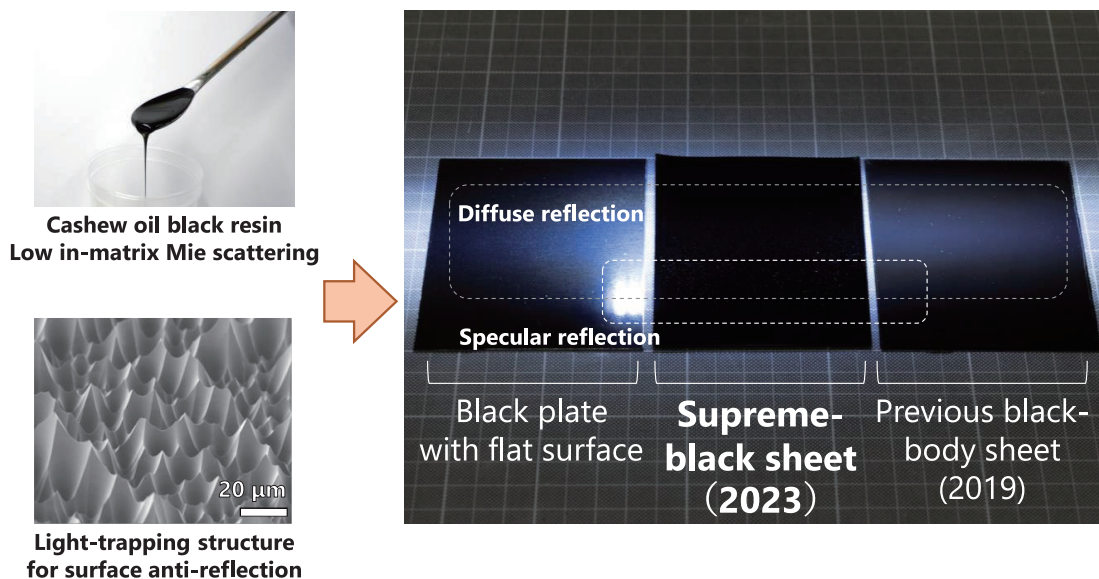 Cashew oil black resin
Low in-matrix Mie scattering
20 µm
Light-trapping structure
for surface anti-reflection
Diffuse reflection
Specular reflection
Black plate
with flat surface
Supreme-
black sheet
(2023)
Previous black-
body sheet
(2019)